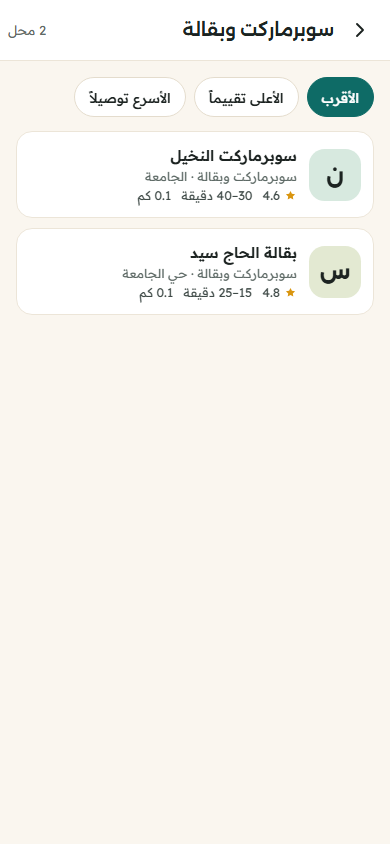 سوبرماركت وبقالة
2 محل
الأقرب
الأعلى تقييماً
الأسرع توصيلاً
ن
سوبرماركت النخيل
سوبرماركت وبقالة · الجامعة
★ 4.6 30–40 دقيقة 0.1 كم
س
بقالة الحاج سيد
سوبرماركت وبقالة · حي الجامعة
★ 4.8 15–25 دقيقة 0.1 كم